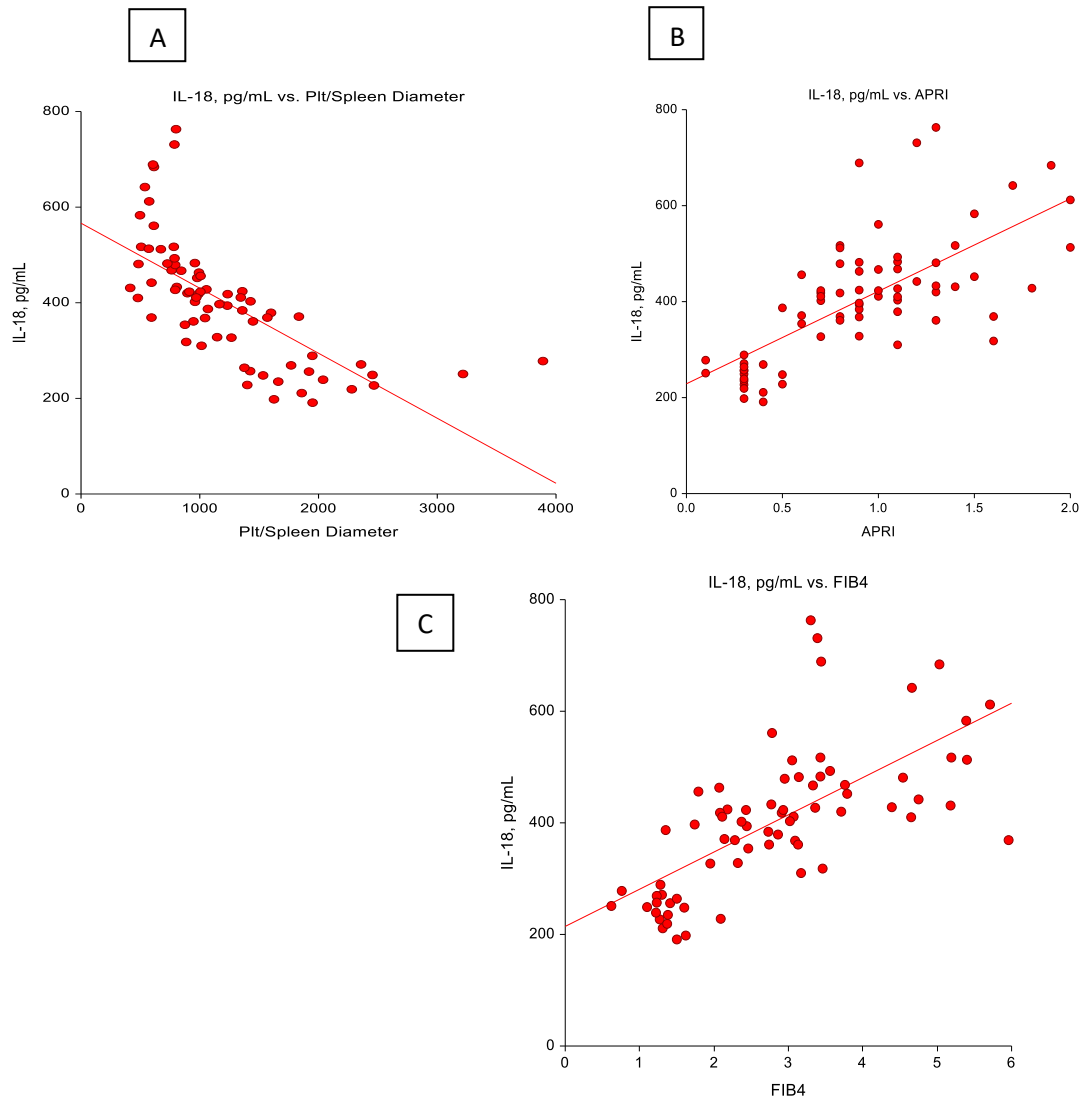 A
B
IL-18, pg/mL vs. Plt/Spleen Diameter
IL-18, pg/mL
800
600
400
200
0
0 1000 2000 3000 4000
Plt/Spleen Diameter
IL-18, pg/mL vs. APRI
IL-18, pg/mL
800
600
400
200
0
0.0 0.5 1.0 1.5 2.0
APRI
C
IL-18, pg/mL vs. FIB4
IL-18, pg/mL
800
600
400
200
0
0 1 2 3 4 5 6
FIB4